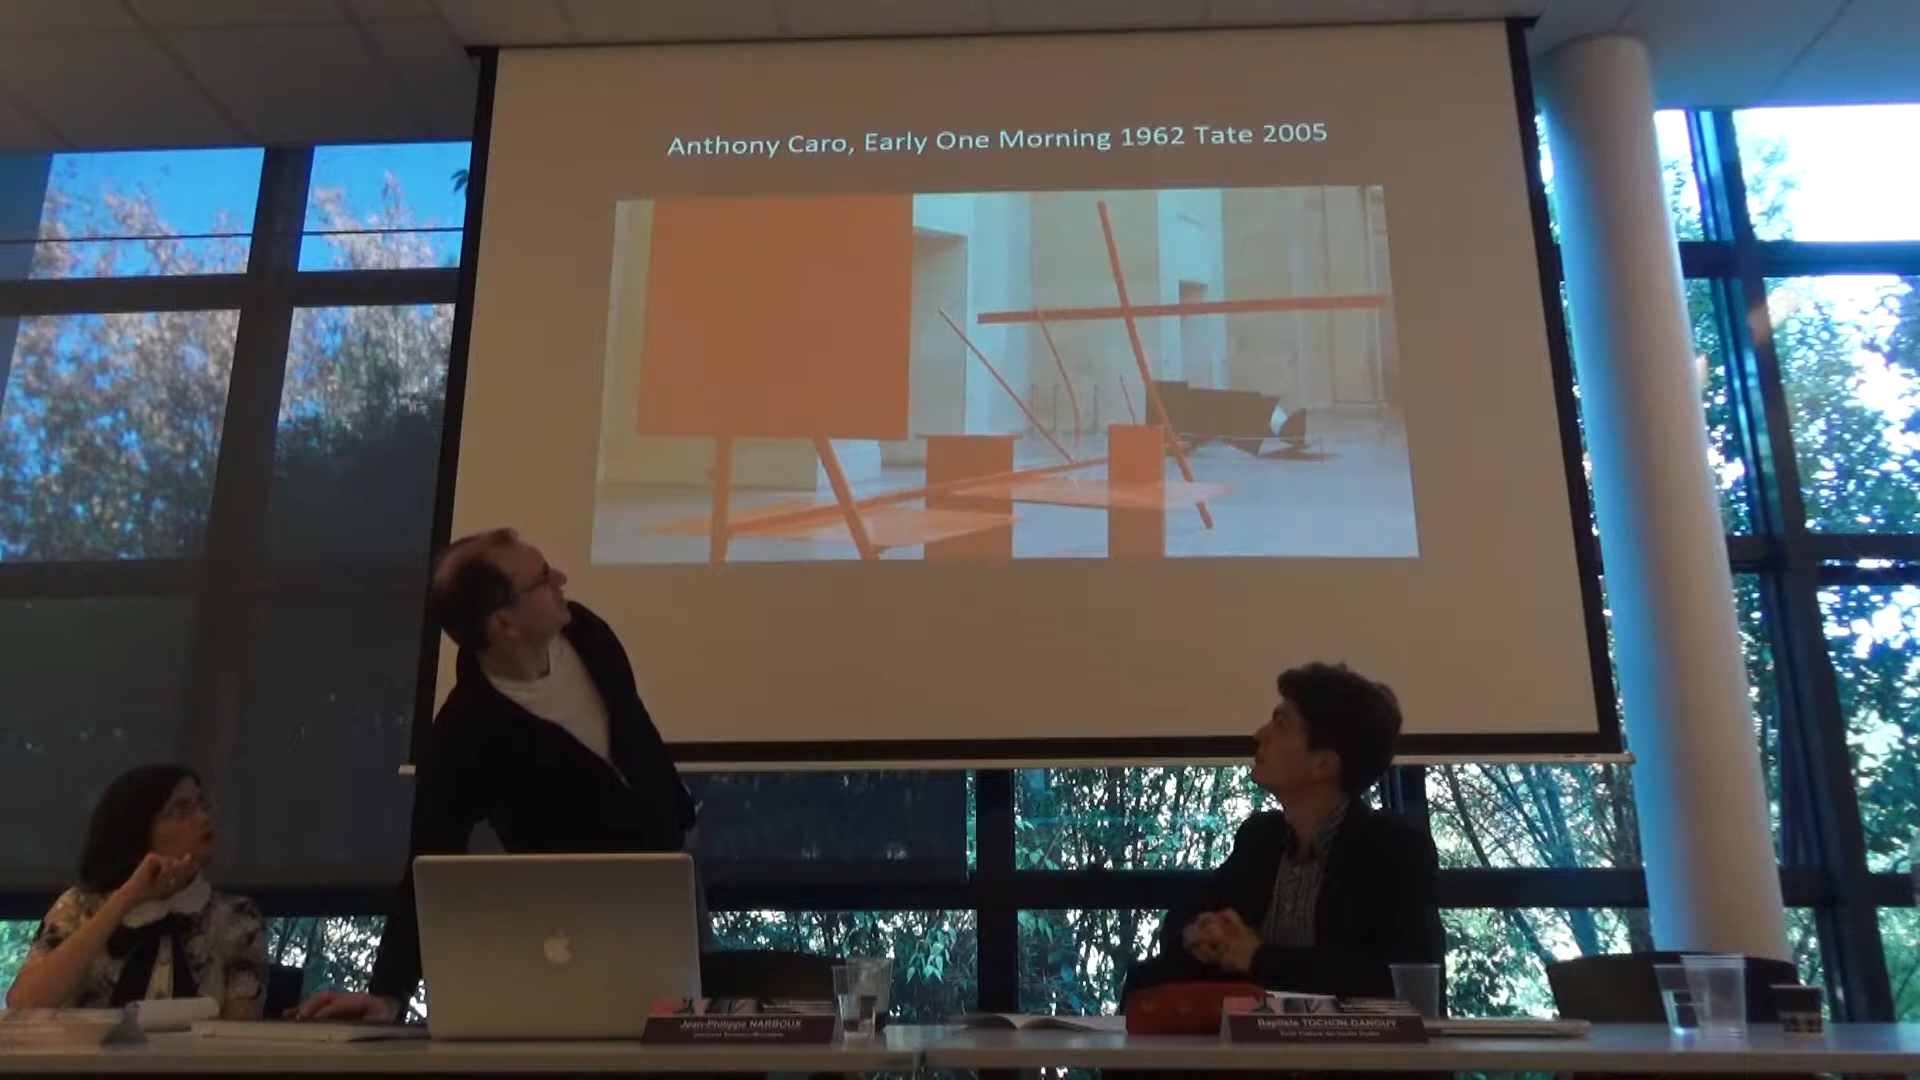 Anthony Caro, Early One Morning 1962 Tate 2005
Jean-Philippe NARBOUX
Baptiste TOCHON-DANGUY